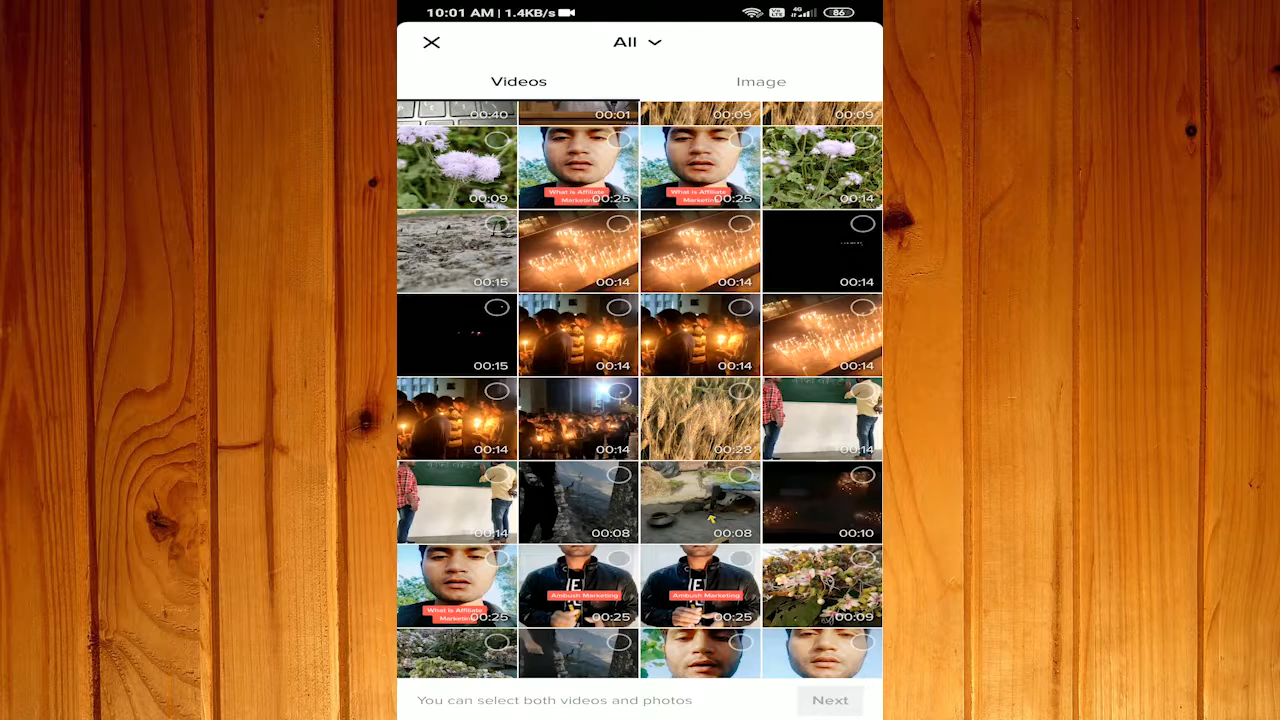 10:01 AM | 1.4KB/s
4G
Vo LTE
86
All
Videos
Image
00:40
00:01
00:09
00:09
00:09
What is Affiliate
Marketing
00:25
What is Affiliate
Marketing
00:25
00:14
00:15
00:14
00:14
00:14
00:15
00:14
00:14
00:14
00:14
00:14
00:28
00:14
00:14
00:08
00:08
00:10
What is Affiliate
Marketing
00:25
Ambush Marketing
00:25
Ambush Marketing
00:25
00:09
You can select both videos and photos
Next